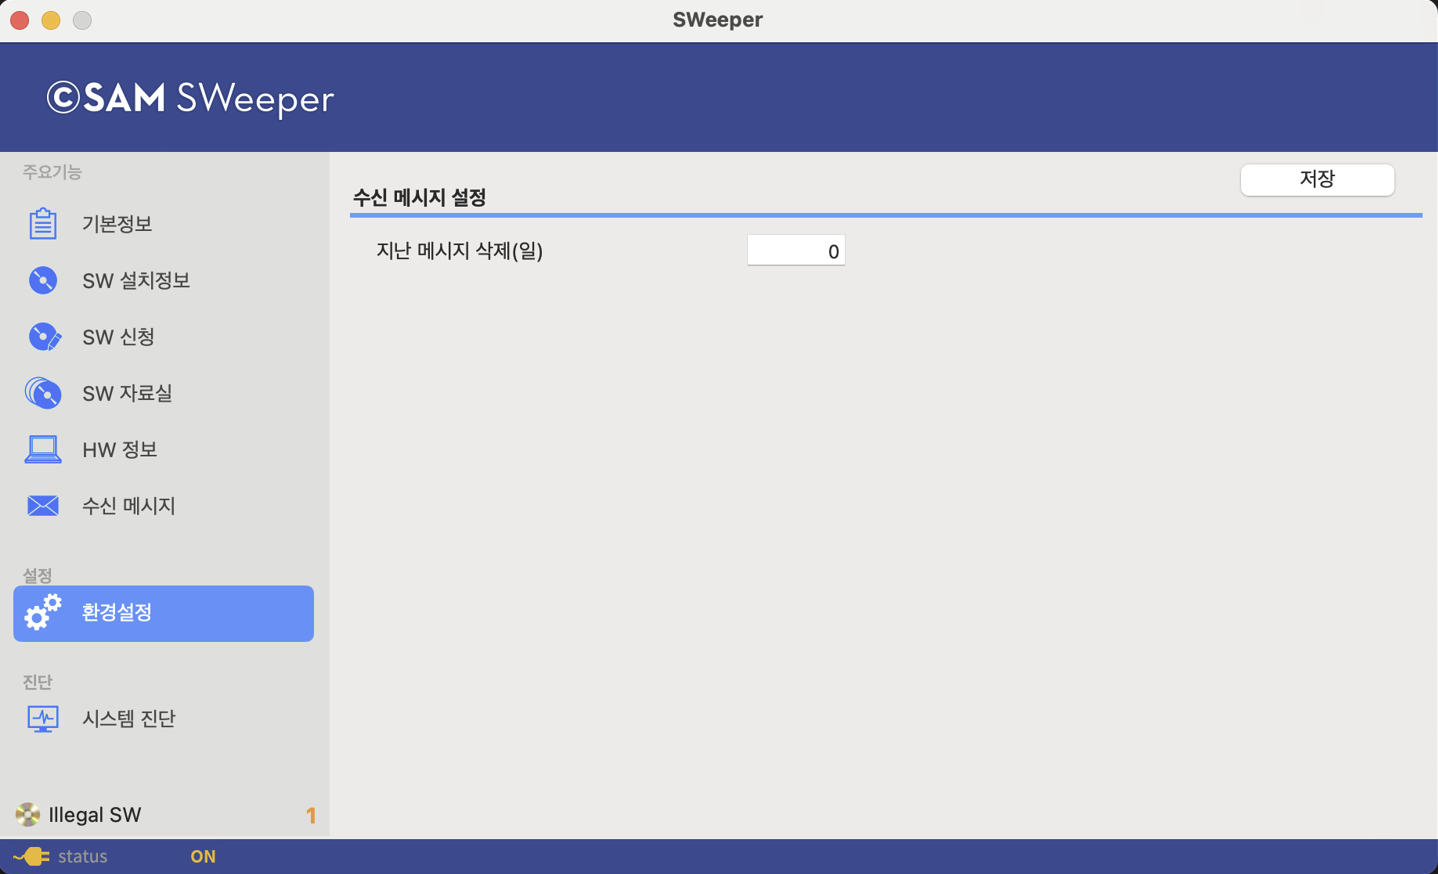 SWeeper
©SAM SWeeper
주요기능
기본정보
SW 설치정보
SW 신청
SW 자료실
HW 정보
수신 메시지
설정
환경설정
진단
시스템 진단
Illegal SW 1
status ON
저장
수신 메시지 설정
지난 메시지 삭제(일) 0